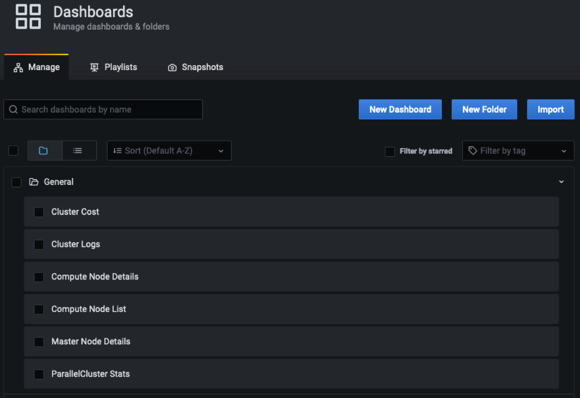 Dashboards
Manage dashboards & folders
Manage Playlists Snapshots
Search dashboards by name New Dashboard New Folder Import
Sort (Default A-Z) Filter by starred Filter by tag
General
Cluster Cost
Cluster Logs
Compute Node Details
Compute Node List
Master Node Details
ParallelCluster Stats